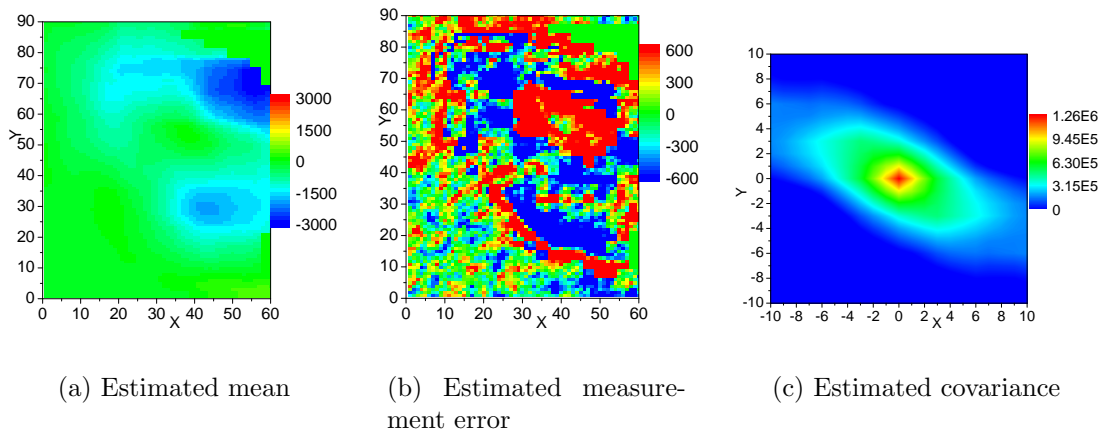 90
80
70
60
50
40
30
20
10
0
Y
0 10 20 30 40 50 60
X
3000
1500
0
-1500
-3000
90
80
70
60
50
40
30
20
10
0
Y
0 10 20 30 40 50 60
X
600
300
0
-300
-600
10
8
6
4
2
0
-2
-4
-6
-8
-10
Y
-10 -8 -6 -4 -2 0 2 4 6 8 10
X
1.26E6
9.45E5
6.30E5
3.15E5
0
(a) Estimated mean
(b) Estimated measure-
ment error
(c) Estimated covariance